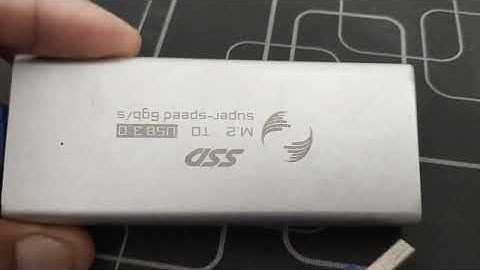 SSD
M.2 TO USB3.0
super-speed 6gb/s